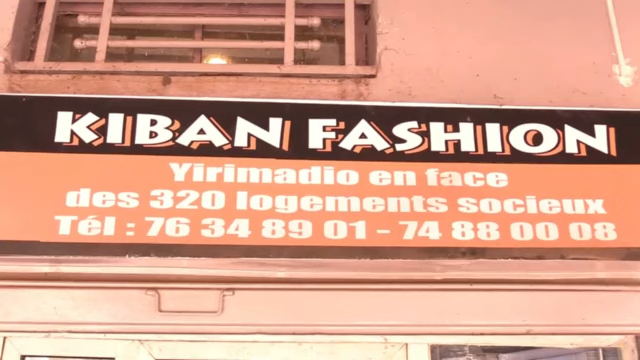 KIBAN FASHION
Yirimadio en face
des 320 logements socieux
Tél : 76 34 89 01 - 74 88 00 08